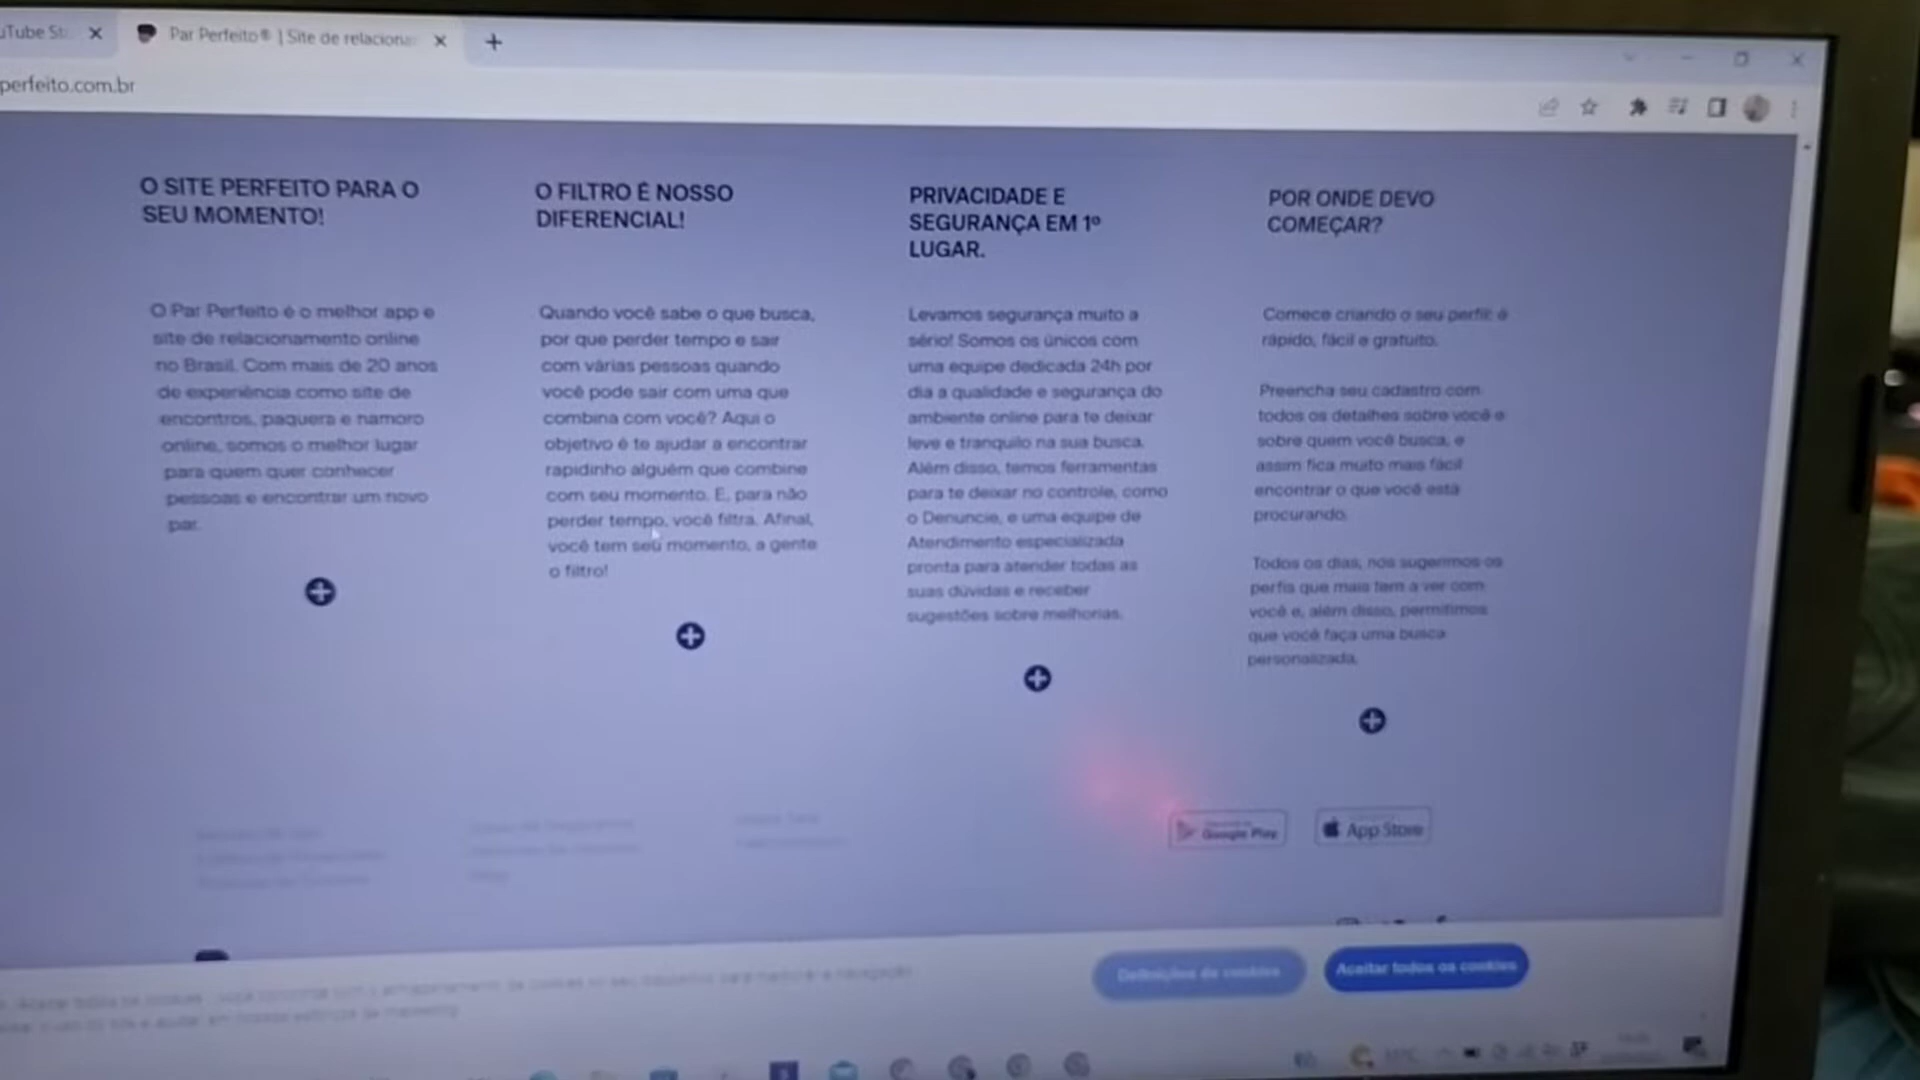 uTube St
Par Perfeito® | Site de relaciona
perfeito.com.br
O SITE PERFEITO PARA O
SEU MOMENTO!
O Par Perfeito é o melhor app e
site de relacionamento online
no Brasil. Com mais de 20 anos
de experiência como site de
encontros, paquera e namoro
online, somos o melhor lugar
para quem quer conhecer
pessoas e encontrar um novo
par.
O FILTRO É NOSSO
DIFERENCIAL!
Quando você sabe o que busca,
por que perder tempo e sair
com várias pessoas quando
você pode sair com uma que
combina com você? Aqui o
objetivo é te ajudar a encontrar
rapidinho alguém que combine
com seu momento. E, para não
perder tempo, você filtra. Afinal,
você tem seu momento, a gente
o filtro!
PRIVACIDADE E
SEGURANÇA EM 1º
LUGAR.
Levamos segurança muito a
sério! Somos os únicos com
uma equipe dedicada 24h por
dia a qualidade e segurança do
ambiente online para te deixar
leve e tranquilo na sua busca.
Além disso, temos ferramentas
para te deixar no controle, como
o Denuncie, e uma equipe de
Atendimento especializada
pronta para atender todas as
suas dúvidas e receber
sugestões sobre melhorias.
POR ONDE DEVO
COMEÇAR?
Comece criando o seu perfil: é
rápido, fácil e gratuito.
Preencha seu cadastro com
todos os detalhes sobre você e
sobre quem você busca, e
assim fica muito mais fácil
encontrar o que você está
procurando.
Todos os dias, nós sugerimos os
perfis que mais tem a ver com
você e, além disso, permitimos
que você faça uma busca
personalizada.
Google Play
App Store
Definições de cookies
Aceitar todos os cookies